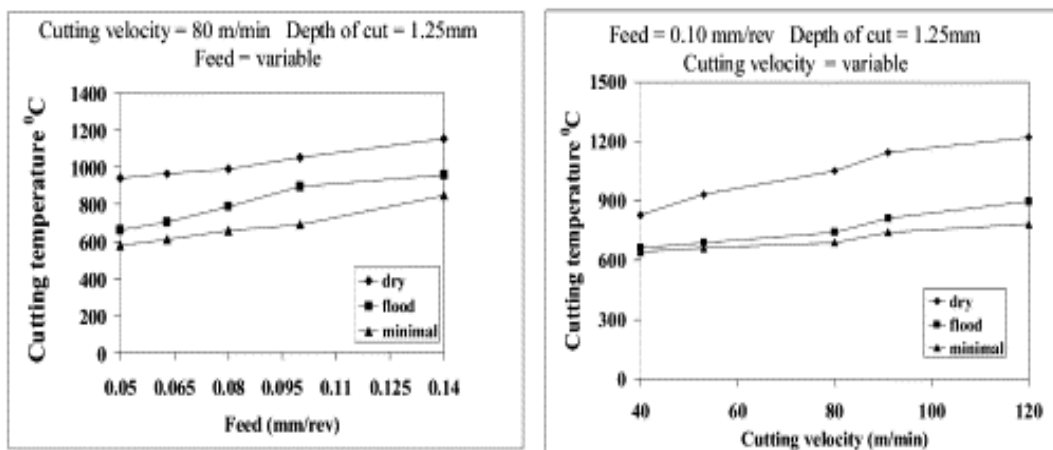 Cutting velocity = 80 m/min Depth of cut = 1.25mm
Feed = variable
Cutting temperature ⁰C
1400
1200
1000
800
600
400
200
0
dry
flood
minimal
0.05 0.065 0.08 0.095 0.11 0.125 0.14
Feed (mm/rev)
Feed = 0.10 mm/rev Depth of cut = 1.25mm
Cutting velocity = variable
Cutting temperature ⁰C
1500
1200
900
600
300
0
dry
flood
minimal
40 60 80 100 120
Cutting velocity (m/min)